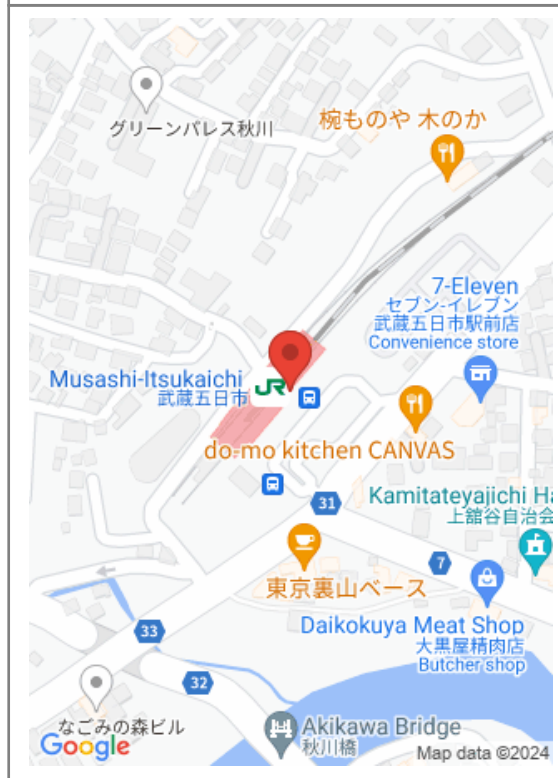 グリーンパレス秋川
椀ものや 木のか
7-Eleven
セブン‐イレブン
武蔵五日市駅前店
Convenience store
Musashi-Itsukaichi
武蔵五日市
JR
do-mo kitchen CANVAS
31
Kamitateyajichi Ha
上舘谷自治会
7
東京裏山ベース
33
Daikokuya Meat Shop
大黒屋精肉店
Butcher shop
32
なごみの森ビル
Akikawa Bridge
秋川橋
Google
Map data ©2024